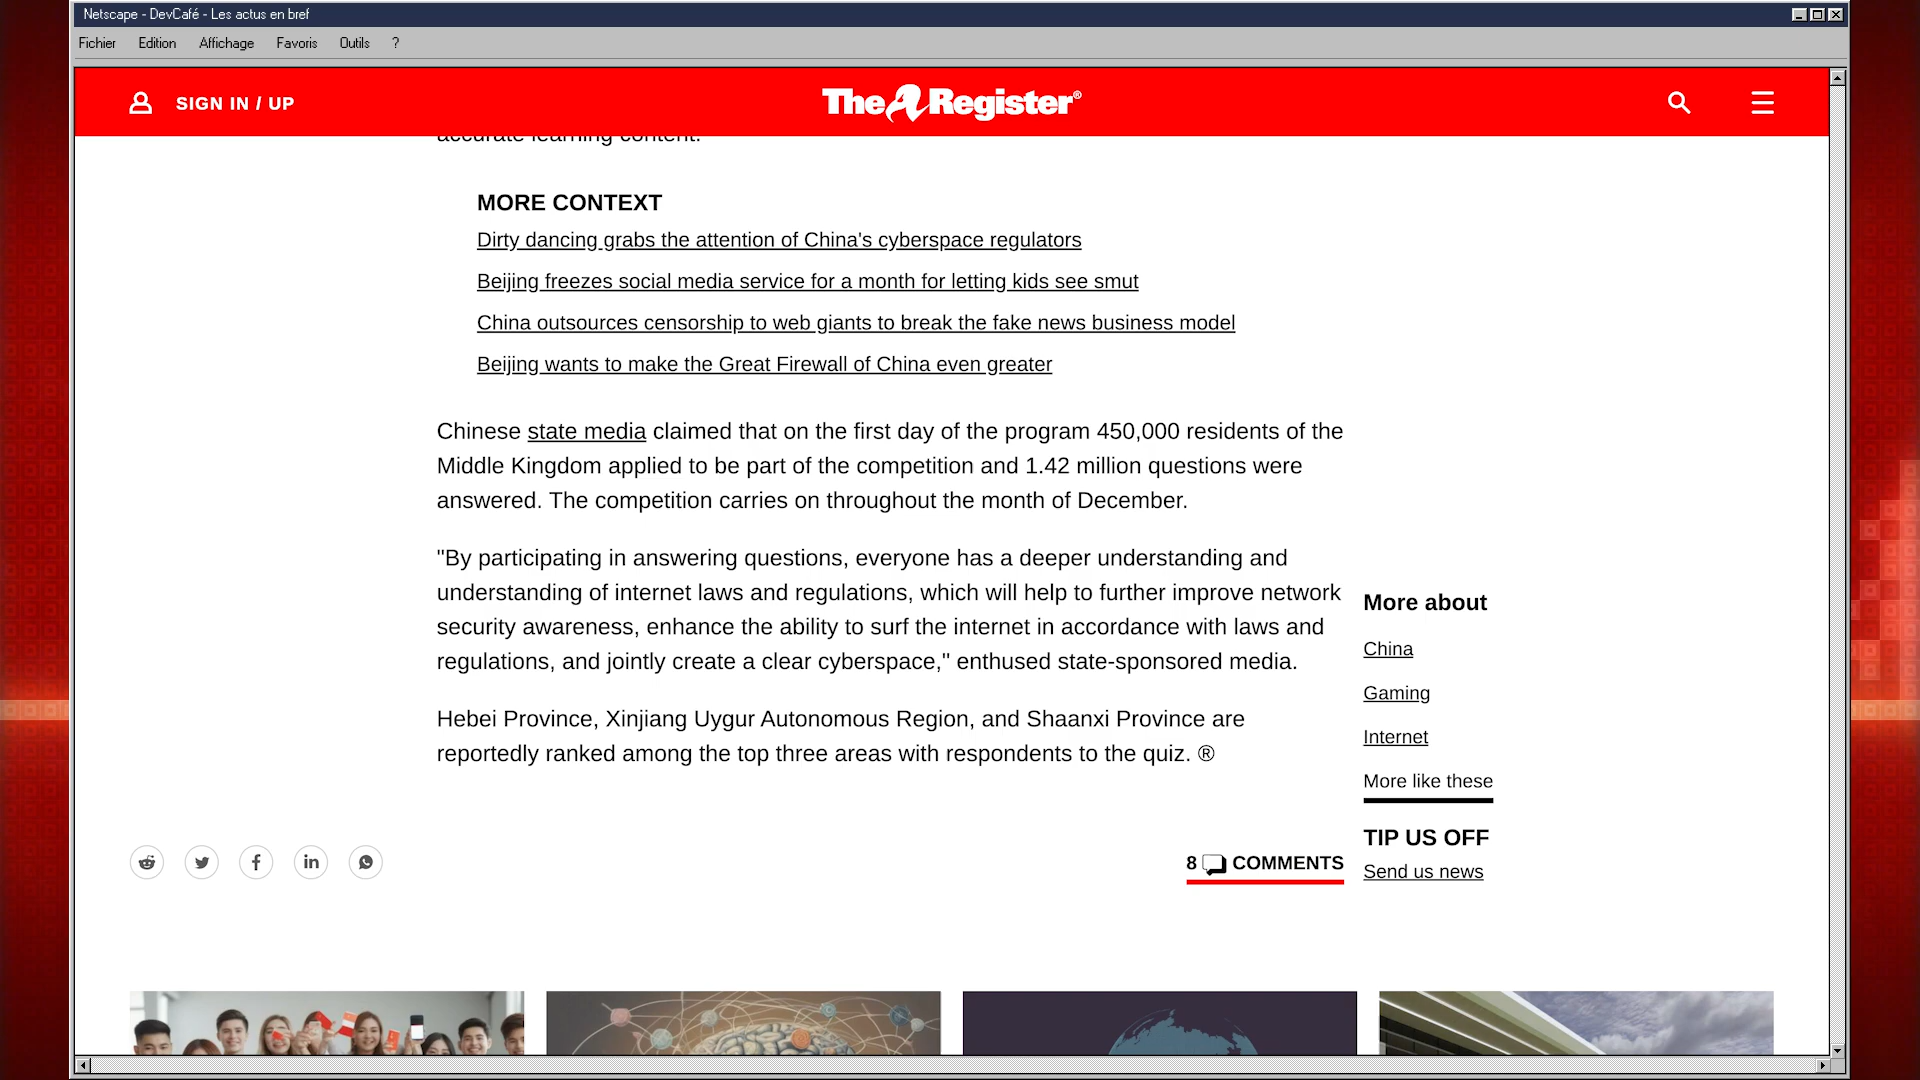 Netscape - DevCafé - Les actus en bref
Fichier Edition Affichage Favoris Outils ?
SIGN IN / UP
The Register®
accurate learning content.
MORE CONTEXT
Dirty dancing grabs the attention of China's cyberspace regulators
Beijing freezes social media service for a month for letting kids see smut
China outsources censorship to web giants to break the fake news business model
Beijing wants to make the Great Firewall of China even greater
Chinese state media claimed that on the first day of the program 450,000 residents of the
Middle Kingdom applied to be part of the competition and 1.42 million questions were
answered. The competition carries on throughout the month of December.
"By participating in answering questions, everyone has a deeper understanding and
understanding of internet laws and regulations, which will help to further improve network
security awareness, enhance the ability to surf the internet in accordance with laws and
regulations, and jointly create a clear cyberspace," enthused state-sponsored media.
Hebei Province, Xinjiang Uygur Autonomous Region, and Shaanxi Province are
reportedly ranked among the top three areas with respondents to the quiz. ®
8 COMMENTS
More about
China
Gaming
Internet
More like these
TIP US OFF
Send us news